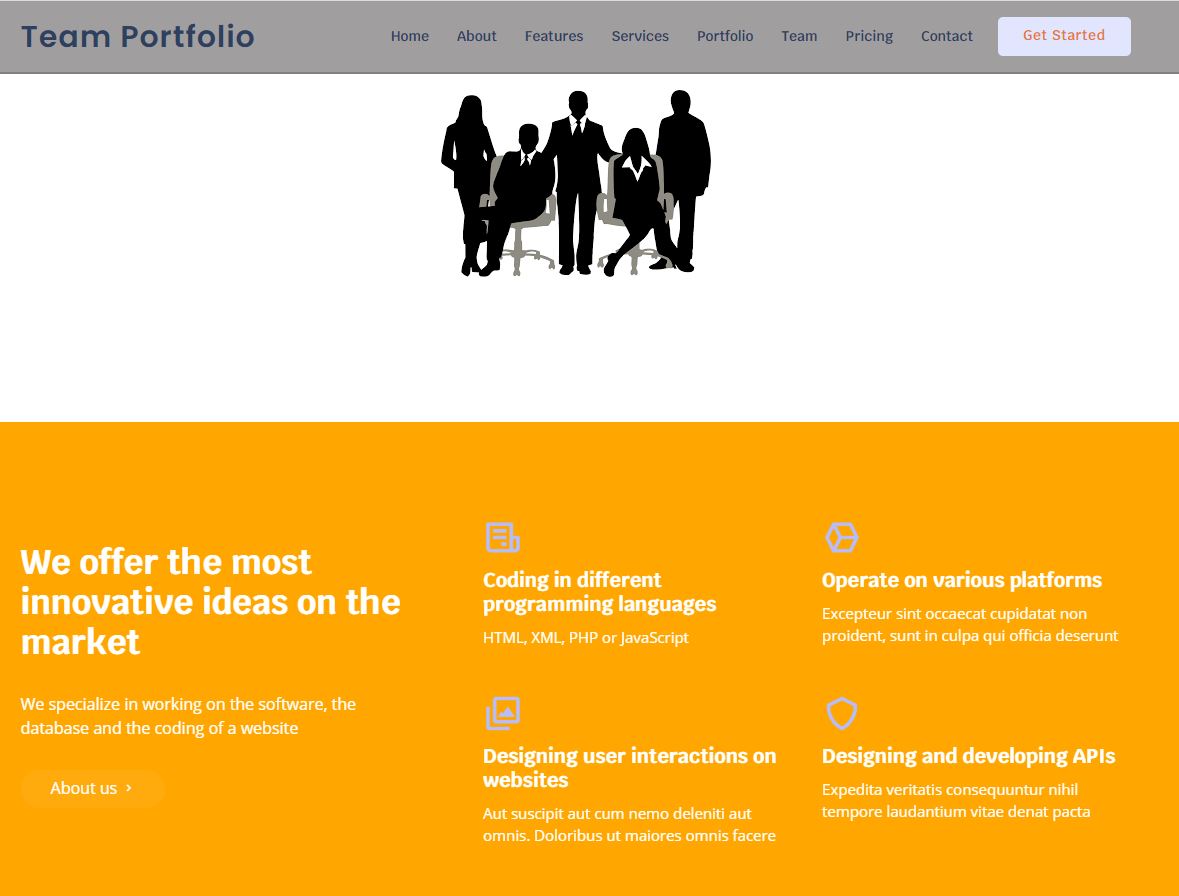 Team Portfolio
Home About Features Services Portfolio Team Pricing Contact Get Started
We offer the most
innovative ideas on the
market
We specialize in working on the software, the
database and the coding of a website
About us
Coding in different
programming languages
HTML, XML, PHP or JavaScript
Operate on various platforms
Excepteur sint occaecat cupidatat non
proident, sunt in culpa qui officia deserunt
Designing user interactions on
websites
Aut suscipit aut cum nemo deleniti aut
omnis. Doloribus ut maiores omnis facere
Designing and developing APIs
Expedita veritatis consequuntur nihil
tempore laudantium vitae denat pacta